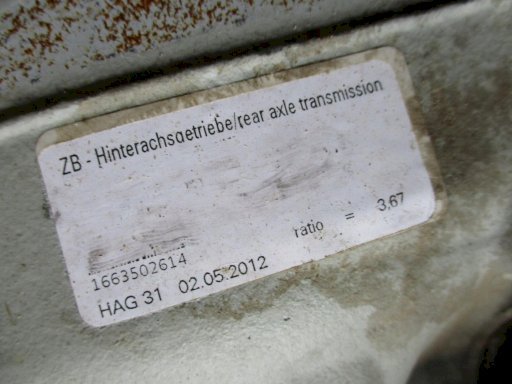 ZB - Hinterachsgetriebe/rear axle transmission
ratio = 3,67
1663502614
HAG 31 02.05.2012